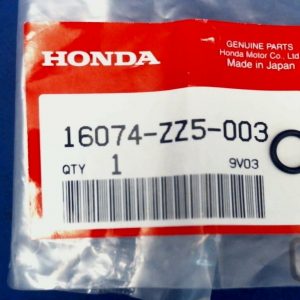 HONDA
GENUINE PARTS
Honda Motor Co., Ltd.
Made in Japan
16074-ZZ5-003
QTY 1 9V03